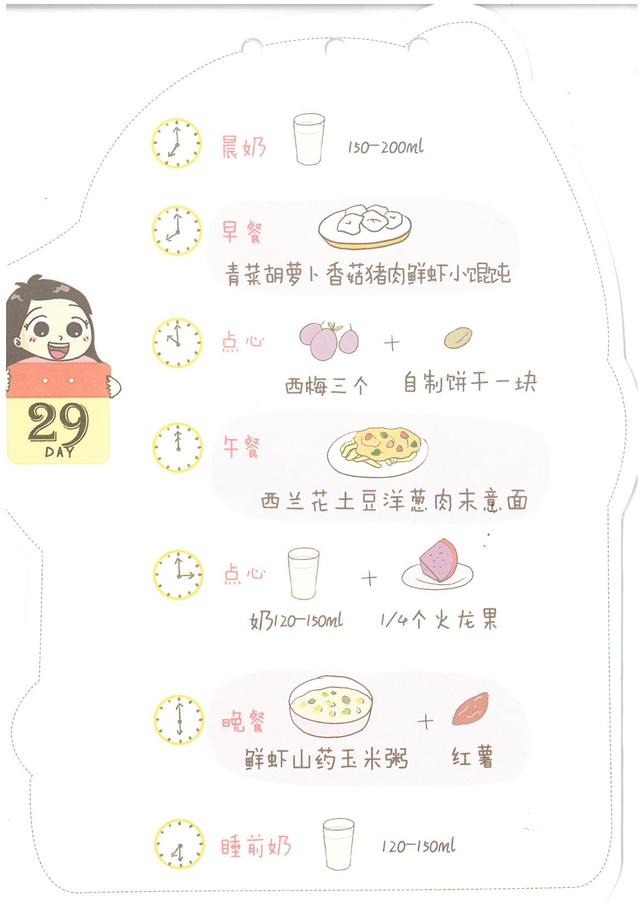 晨奶 150-200ml
早餐
青菜胡萝卜香菇猪肉鲜虾小馄饨
点心
西梅三个 自制饼干一块
29
DAY
午餐
西兰花土豆洋葱肉末意面
点心
奶120-150ml 1/4个火龙果
晚餐
鲜虾山药玉米粥 红薯
睡前奶 120-150ml